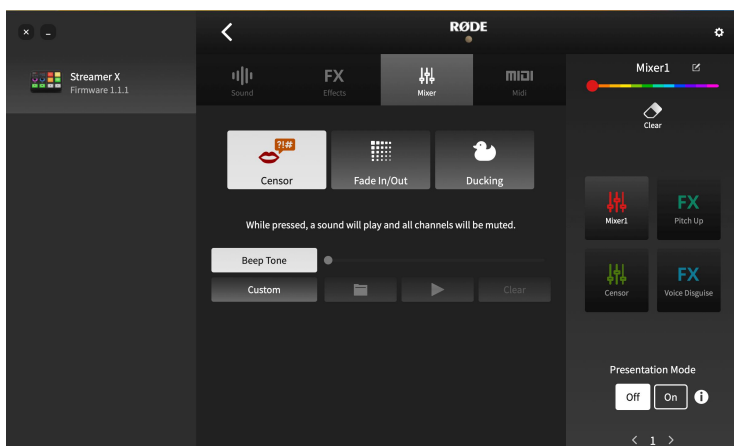 RØDE
Streamer X
Firmware 1.1.1
Sound
FX
Effects
Mixer
MIDI
Midi
?!#
Censor
Fade In/Out
Ducking
While pressed, a sound will play and all channels will be muted.
Beep Tone
Custom
Clear
Mixer1
Clear
Mixer1
FX
Pitch Up
Censor
FX
Voice Disguise
Presentation Mode
Off
On
i
< 1 >